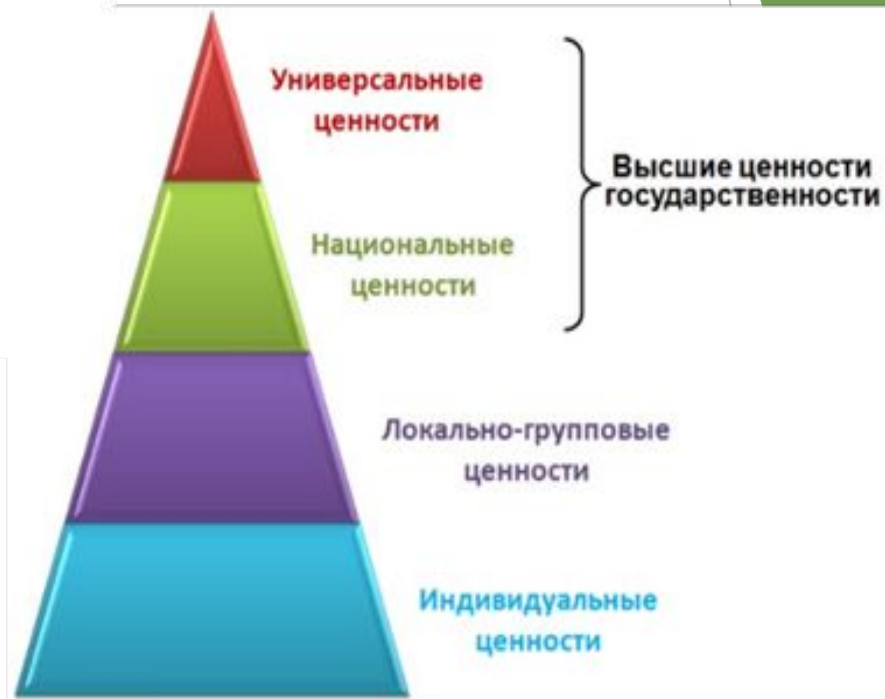 Универсальные
ценности
Высшие ценности
государственности
Национальные
ценности
Локально-групповые
ценности
Индивидуальные
ценности